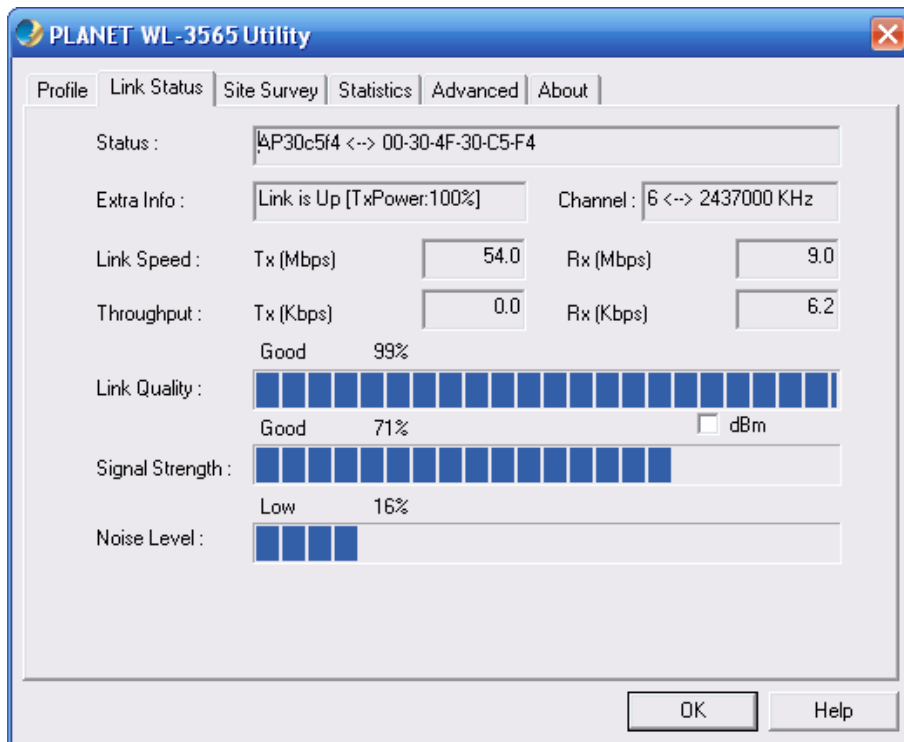 PLANET WL-3565 Utility
Profile Link Status Site Survey Statistics Advanced About
Status : AP30c5f4 <--> 00-30-4F-30-C5-F4
Extra Info : Link is Up [TxPower:100%] Channel : 6 <--> 2437000 KHz
Link Speed : Tx (Mbps) 54.0 Rx (Mbps) 9.0
Throughput : Tx (Kbps) 0.0 Rx (Kbps) 6.2
Good 99%
Link Quality :
Good 71% dBm
Signal Strength :
Low 16%
Noise Level :
OK Help